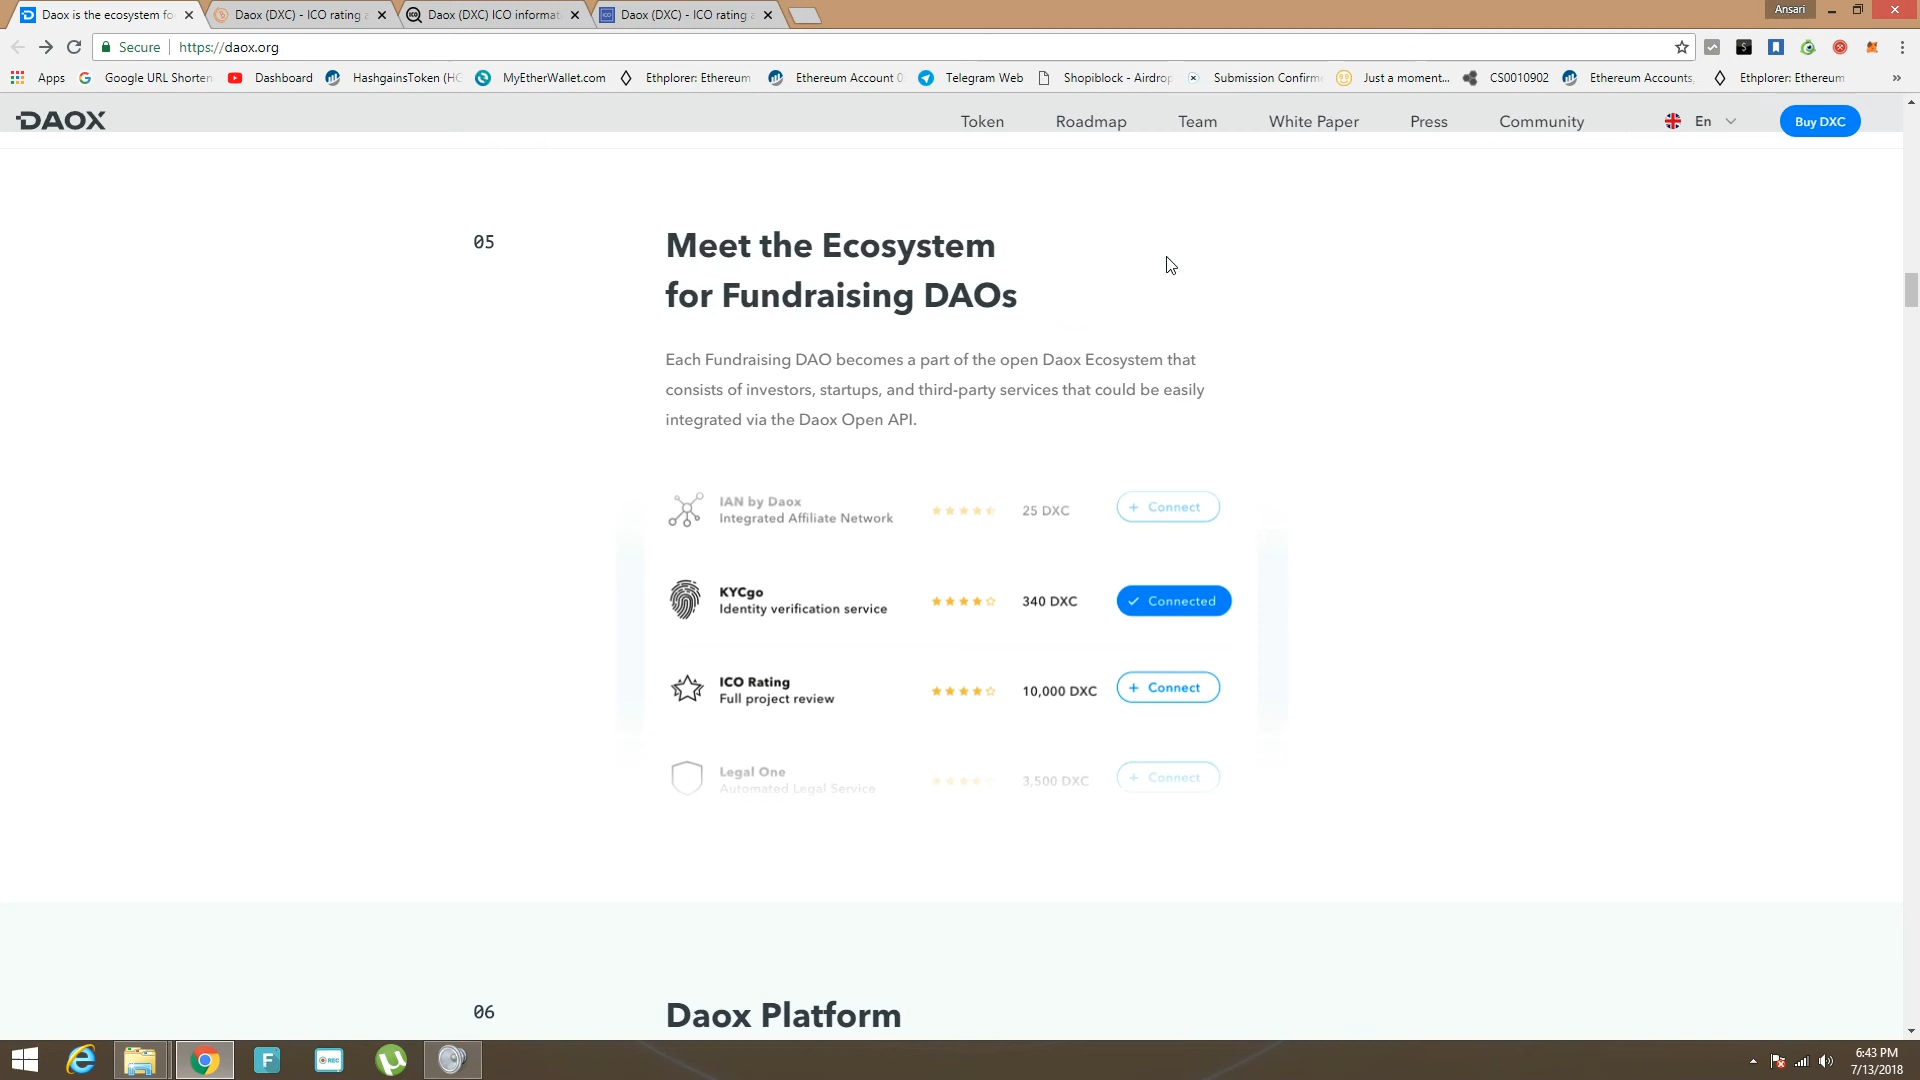 Daox is the ecosystem fo
Daox (DXC) - ICO rating a
Daox (DXC) ICO informat
Daox (DXC) - ICO rating a
Ansari
Secure
https://daox.org
Apps
Google URL Shorten
Dashboard
HashgainsToken (HG
MyEtherWallet.com
Ethplorer: Ethereum
Ethereum Account 0
Telegram Web
Shopiblock - Airdrop
Submission Confirm
Just a moment...
CS0010902
Ethereum Accounts,
Ethplorer: Ethereum
»
DAOX
Token
Roadmap
Team
White Paper
Press
Community
En
Buy DXC
05
Meet the Ecosystem
for Fundraising DAOs
Each Fundraising DAO becomes a part of the open Daox Ecosystem that
consists of investors, startups, and third-party services that could be easily
integrated via the Daox Open API.
IAN by Daox
Integrated Affiliate Network
25 DXC
+ Connect
KYCgo
Identity verification service
340 DXC
Connected
ICO Rating
Full project review
10,000 DXC
+ Connect
Legal One
Automated Legal Service
3,500 DXC
+ Connect
06
Daox Platform
F
REC
6:43 PM
7/13/2018